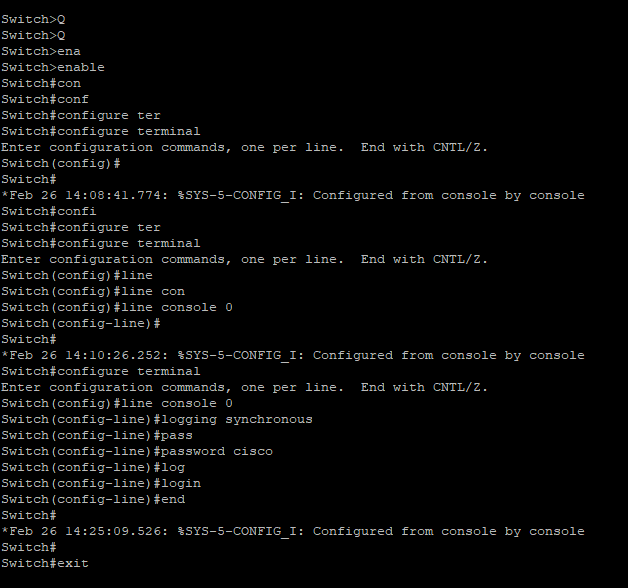 Switch>Q
Switch>Q
Switch>ena
Switch>enable
Switch#con
Switch#conf
Switch#configure ter
Switch#configure terminal
Enter configuration commands, one per line.  End with CNTL/Z.
Switch(config)#
Switch#
*Feb 26 14:08:41.774: %SYS-5-CONFIG_I: Configured from console by console
Switch#confi
Switch#configure ter
Switch#configure terminal
Enter configuration commands, one per line.  End with CNTL/Z.
Switch(config)#line
Switch(config)#line con
Switch(config)#line console 0
Switch(config-line)#
Switch#
*Feb 26 14:10:26.252: %SYS-5-CONFIG_I: Configured from console by console
Switch#configure terminal
Enter configuration commands, one per line.  End with CNTL/Z.
Switch(config)#line console 0
Switch(config-line)#logging synchronous
Switch(config-line)#pass
Switch(config-line)#password cisco
Switch(config-line)#log
Switch(config-line)#login
Switch(config-line)#end
Switch#
*Feb 26 14:25:09.526: %SYS-5-CONFIG_I: Configured from console by console
Switch#
Switch#exit